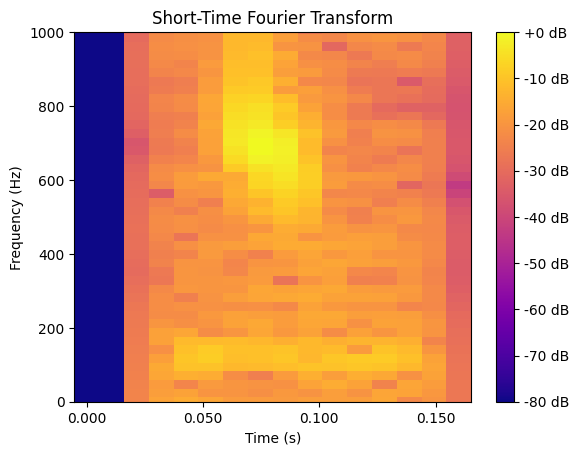 Short-Time Fourier Transform
Frequency (Hz)
1000
800
600
400
200
0
0.000
0.050
0.100
0.150
Time (s)
+0 dB
-10 dB
-20 dB
-30 dB
-40 dB
-50 dB
-60 dB
-70 dB
-80 dB